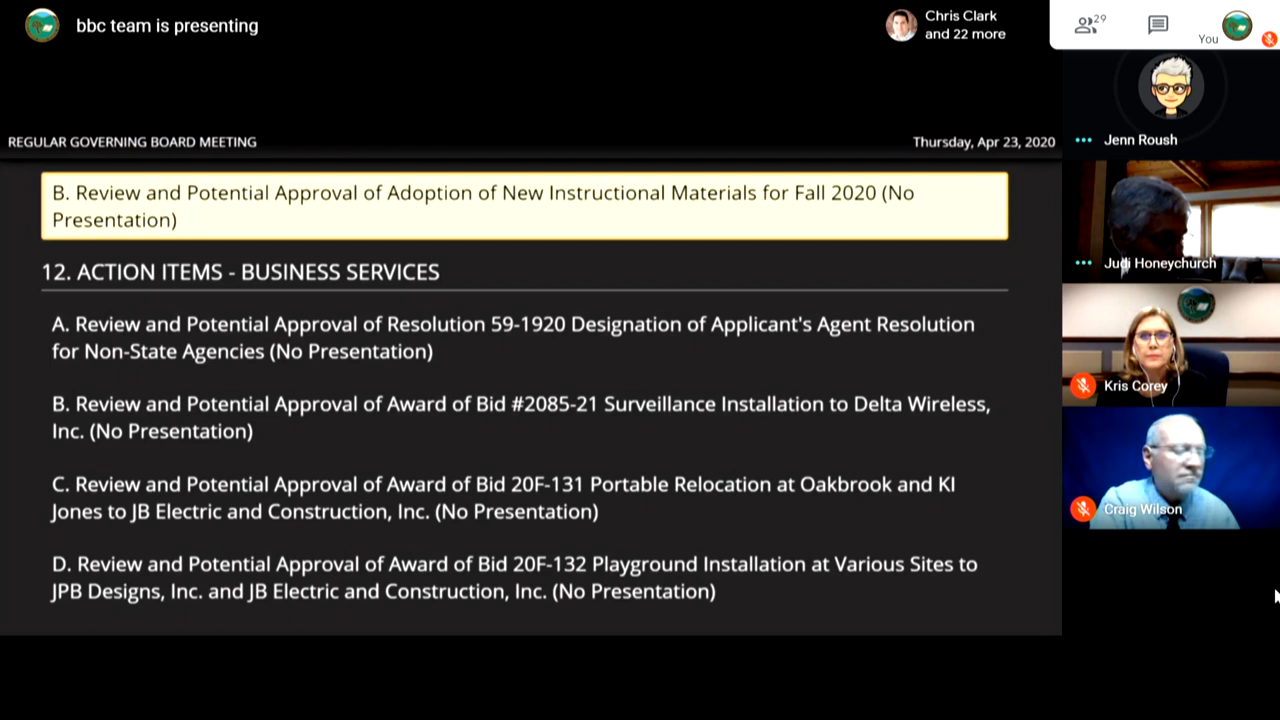 bbc team is presenting
Chris Clark
and 22 more
29
You
REGULAR GOVERNING BOARD MEETING
Thursday, Apr 23, 2020
B. Review and Potential Approval of Adoption of New Instructional Materials for Fall 2020 (No
Presentation)
12. ACTION ITEMS - BUSINESS SERVICES
A. Review and Potential Approval of Resolution 59-1920 Designation of Applicant's Agent Resolution
for Non-State Agencies (No Presentation)
B. Review and Potential Approval of Award of Bid #2085-21 Surveillance Installation to Delta Wireless,
Inc. (No Presentation)
C. Review and Potential Approval of Award of Bid 20F-131 Portable Relocation at Oakbrook and KI
Jones to JB Electric and Construction, Inc. (No Presentation)
D. Review and Potential Approval of Award of Bid 20F-132 Playground Installation at Various Sites to
JPB Designs, Inc. and JB Electric and Construction, Inc. (No Presentation)
Jenn Roush
Judi Honeychurch
Kris Corey
Craig Wilson